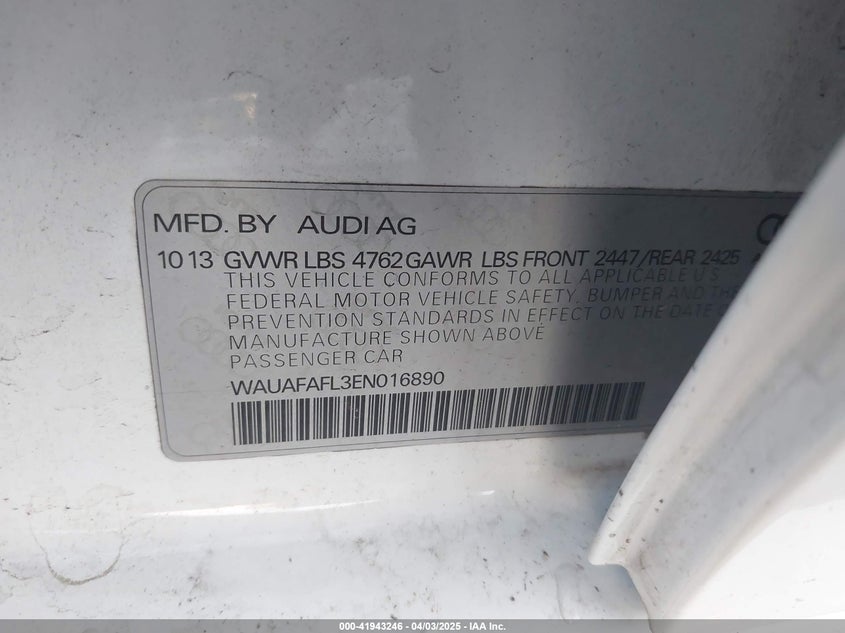 MFD. BY AUDI AG
10 13 GVWR LBS 4762 GAWR LBS FRONT 2447/REAR 2425
THIS VEHICLE CONFORMS TO ALL APPLICABLE U S
FEDERAL MOTOR VEHICLE SAFETY, BUMPER AND THE
PREVENTION STANDARDS IN EFFECT ON THE DATE
MANUFACTURE SHOWN ABOVE
PASSENGER CAR
WAUAFAFL3EN016890
000-41943246 - 04/03/2025 - IAA Inc.